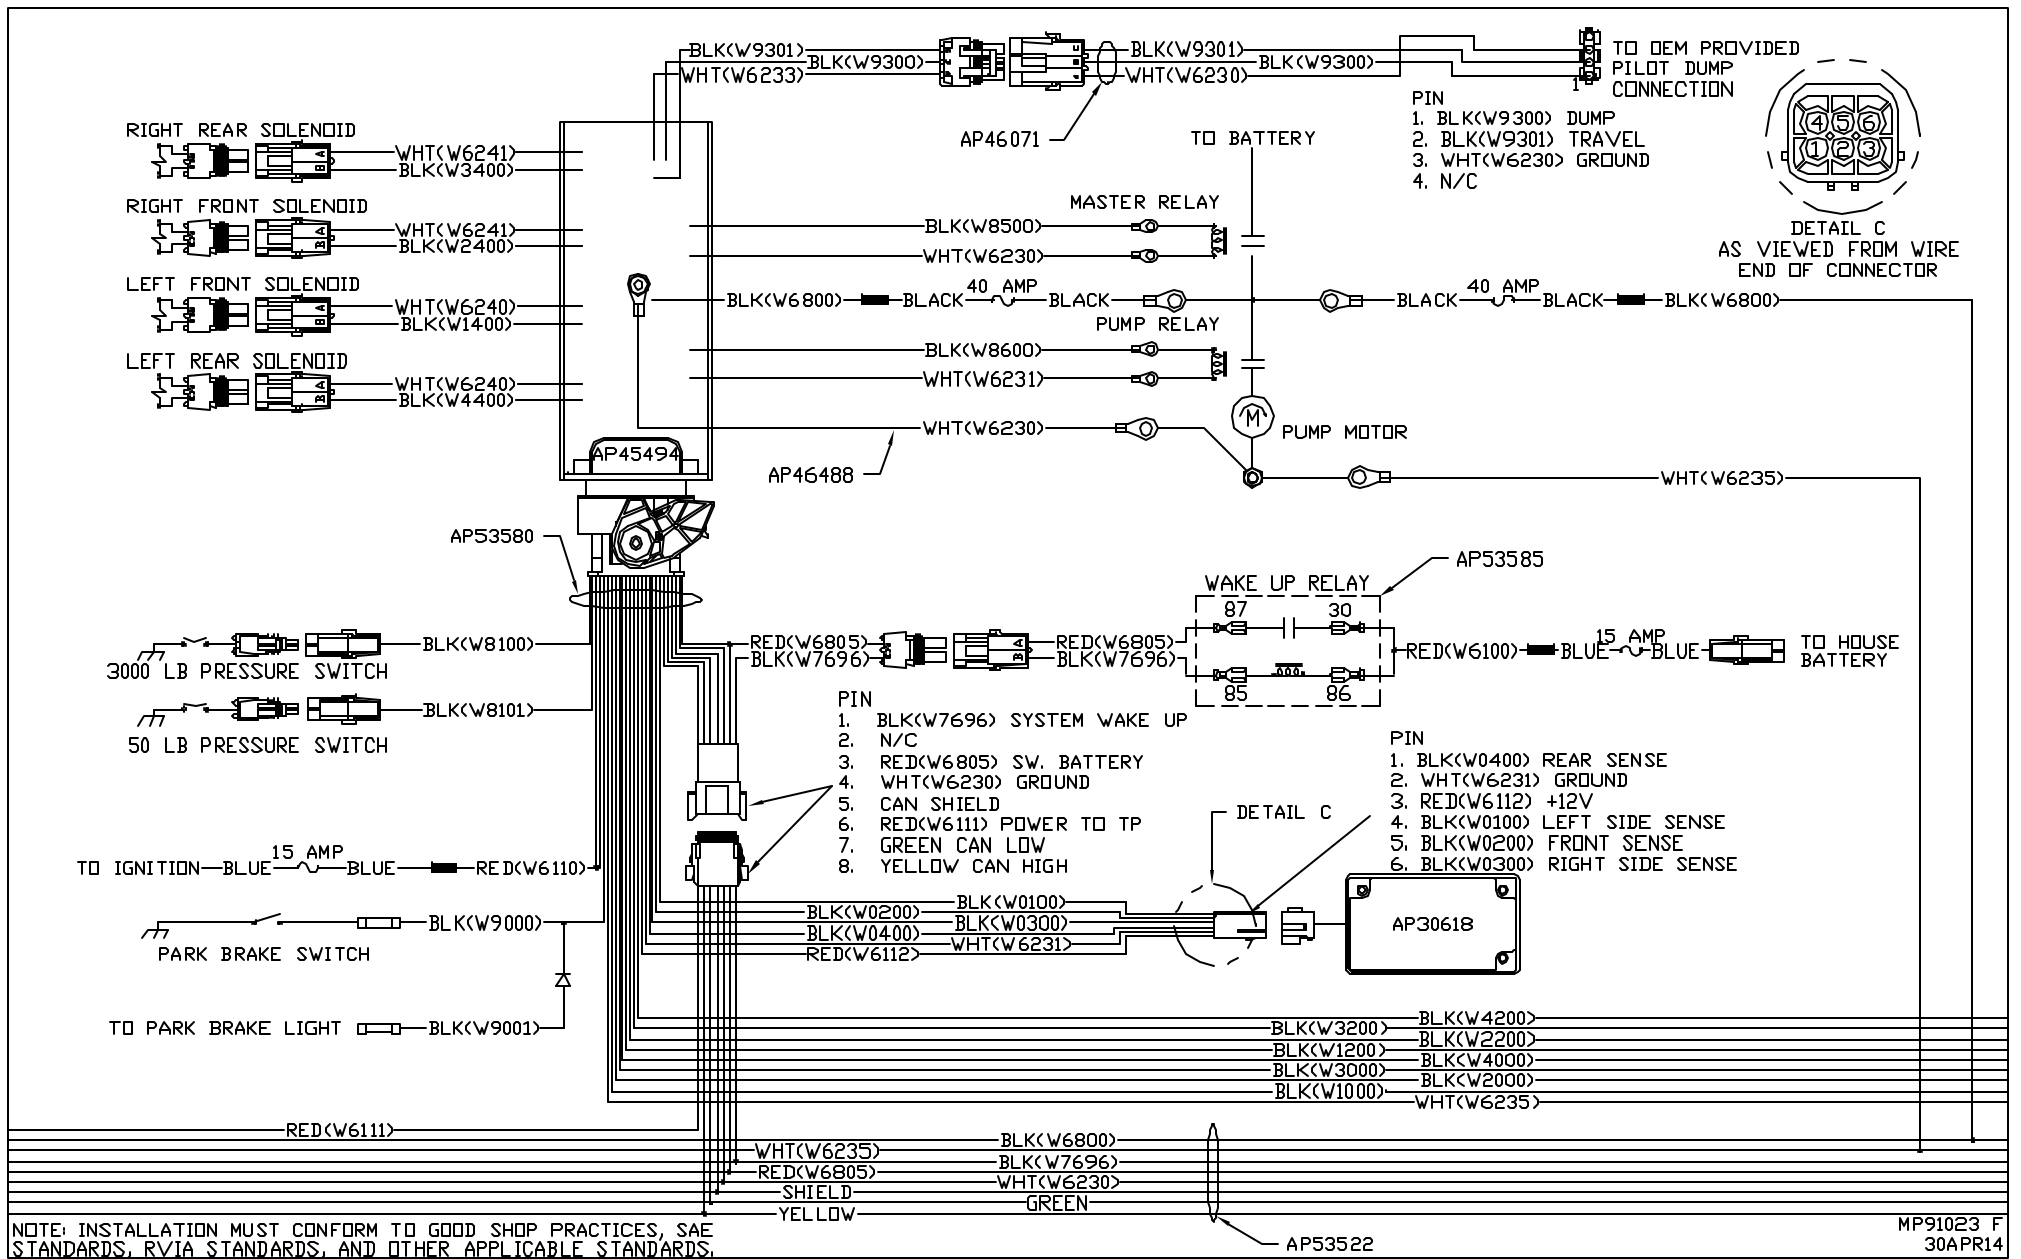 BLK(W9301)
BLK(W9300)
WHT(W6233)
BLK(W9301)
BLK(W9300)
WHT(W6230)
C
B
A
1
TO OEM PROVIDED
PILOT DUMP
CONNECTION
AP46071
PIN
1. BLK(W9300) DUMP
2. BLK(W9301) TRAVEL
3. WHT(W6230) GROUND
4. N/C
4 5 6
1 2 3
DETAIL C
AS VIEWED FROM WIRE
END OF CONNECTOR
RIGHT REAR SOLENOID
A
B
WHT(W6241)
BLK(W3400)
RIGHT FRONT SOLENOID
A
B
WHT(W6241)
BLK(W2400)
LEFT FRONT SOLENOID
A
B
WHT(W6240)
BLK(W1400)
LEFT REAR SOLENOID
A
B
WHT(W6240)
BLK(W4400)
TO BATTERY
MASTER RELAY
BLK(W8500)
WHT(W6230)
BLK(W6800)
BLACK
40 AMP
BLACK
BLACK
40 AMP
BLACK
BLK(W6800)
PUMP RELAY
BLK(W8600)
WHT(W6231)
WHT(W6230)
M
PUMP MOTOR
AP46488
WHT(W6235)
AP45494
AP53580
AP53585
WAKE UP RELAY
87
30
85
86
RED(W6805)
BLK(W7696)
A
B
RED(W6805)
BLK(W7696)
RED(W6100)
BLUE
15 AMP
BLUE
TO HOUSE
BATTERY
BLK(W8100)
3000 LB PRESSURE SWITCH
BLK(W8101)
50 LB PRESSURE SWITCH
PIN
1. BLK(W7696) SYSTEM WAKE UP
2. N/C
3. RED(W6805) SW. BATTERY
4. WHT(W6230) GROUND
5. CAN SHIELD
6. RED(W6111) POWER TO TP
7. GREEN CAN LOW
8. YELLOW CAN HIGH
PIN
1. BLK(W0400) REAR SENSE
2. WHT(W6231) GROUND
3. RED(W6112) +12V
4. BLK(W0100) LEFT SIDE SENSE
5. BLK(W0200) FRONT SENSE
6. BLK(W0300) RIGHT SIDE SENSE
DETAIL C
TO IGNITION
BLUE
15 AMP
BLUE
RED(W6110)
BLK(W9000)
PARK BRAKE SWITCH
TO PARK BRAKE LIGHT
BLK(W9001)
BLK(W0100)
BLK(W0200)
BLK(W0300)
BLK(W0400)
WHT(W6231)
RED(W6112)
AP30618
BLK(W4200)
BLK(W3200)
BLK(W2200)
BLK(W1200)
BLK(W4000)
BLK(W3000)
BLK(W2000)
BLK(W1000)
WHT(W6235)
RED(W6111)
BLK(W6800)
WHT(W6235)
BLK(W7696)
RED(W6805)
WHT(W6230)
SHIELD
GREEN
YELLOW
AP53522
NOTE: INSTALLATION MUST CONFORM TO GOOD SHOP PRACTICES, SAE
STANDARDS, RVIA STANDARDS, AND OTHER APPLICABLE STANDARDS.
MP91023 F
30APR14